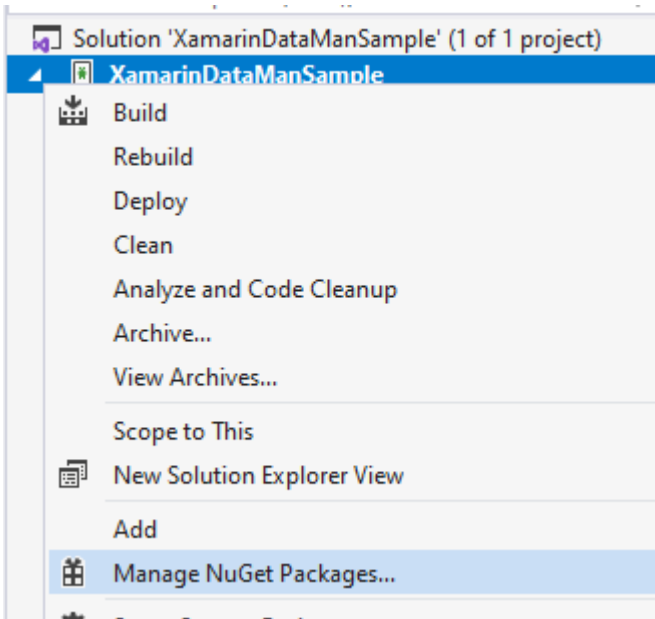 Solution 'XamarinDataManSample' (1 of 1 project)
XamarinDataManSample
Build
Rebuild
Deploy
Clean
Analyze and Code Cleanup
Archive...
View Archives...
Scope to This
New Solution Explorer View
Add
Manage NuGet Packages...